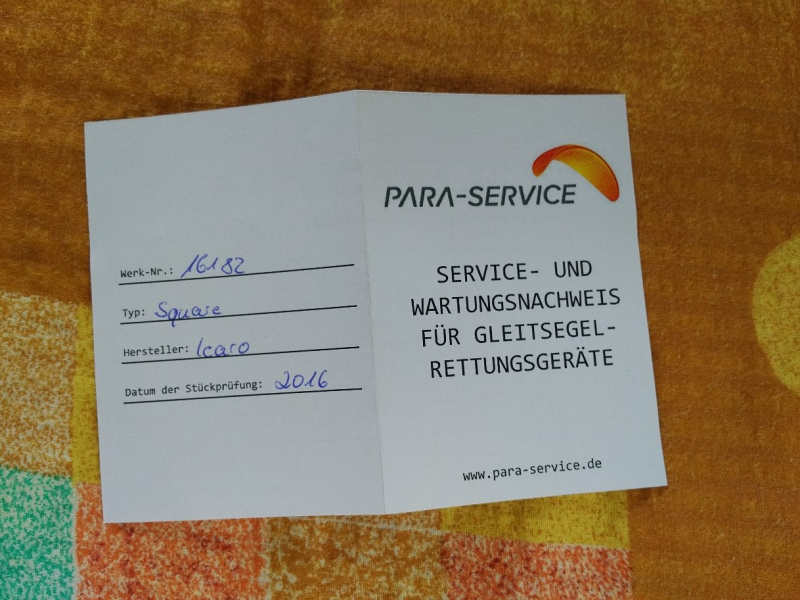 Werk-Nr.: 16182
Typ: Square
Hersteller: Icaro
Datum der Stückprüfung: 2016
PARA-SERVICE
SERVICE- UND
WARTUNGSNACHWEIS
FÜR GLEITSEGEL-
RETTUNGSGERÄTE
www.para-service.de